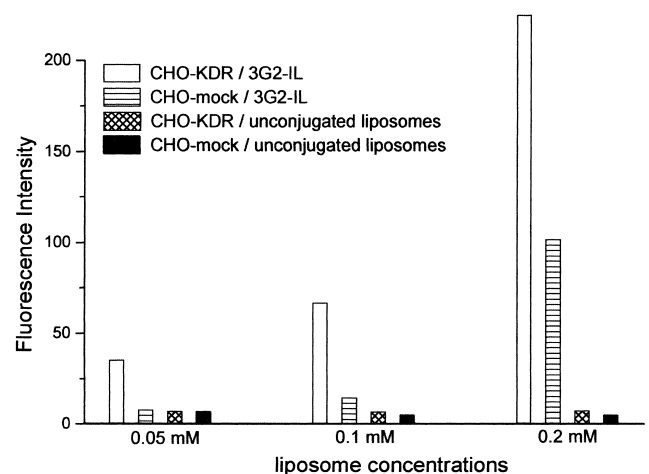 200
150
100
50
0
Fluorescence Intensity
CHO-KDR / 3G2-IL
CHO-mock / 3G2-IL
CHO-KDR / unconjugated liposomes
CHO-mock / unconjugated liposomes
0.05 mM
0.1 mM
0.2 mM
liposome concentrations